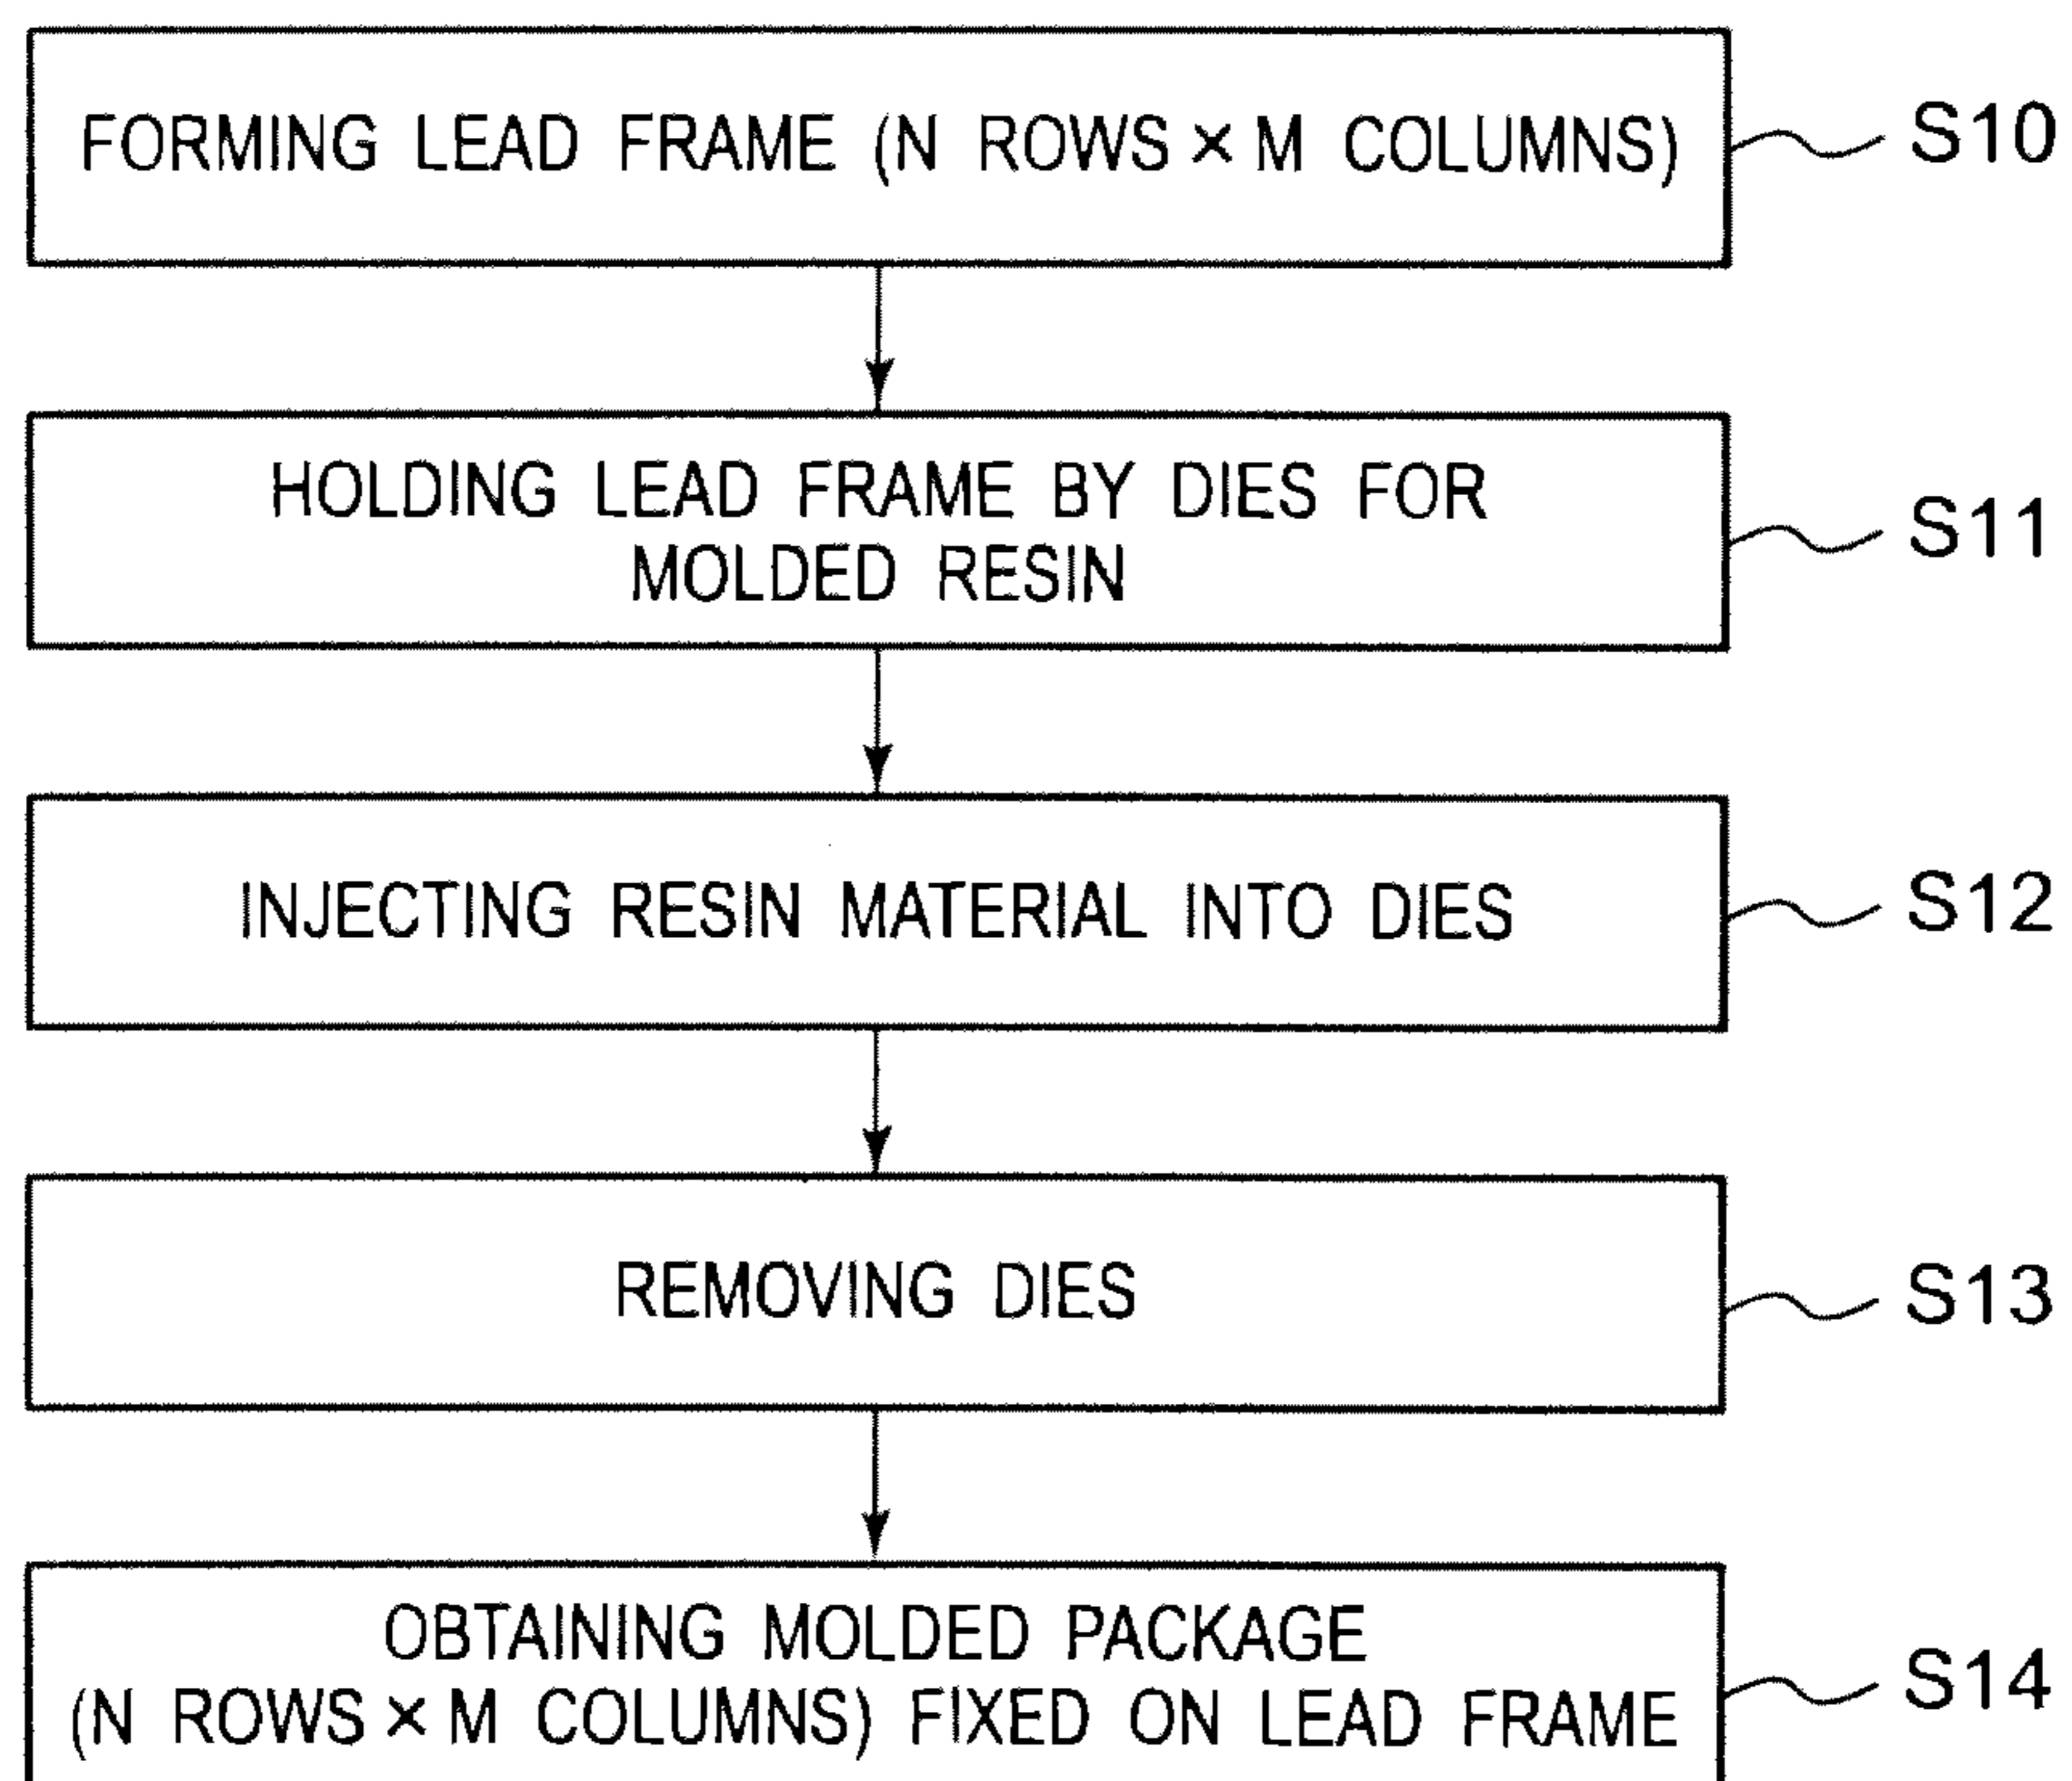 FORMING LEAD FRAME (N ROWS × M COLUMNS)
S10
HOLDING LEAD FRAME BY DIES FOR
MOLDED RESIN
S11
INJECTING RESIN MATERIAL INTO DIES
S12
REMOVING DIES
S13
OBTAINING MOLDED PACKAGE
(N ROWS × M COLUMNS) FIXED ON LEAD FRAME
S14